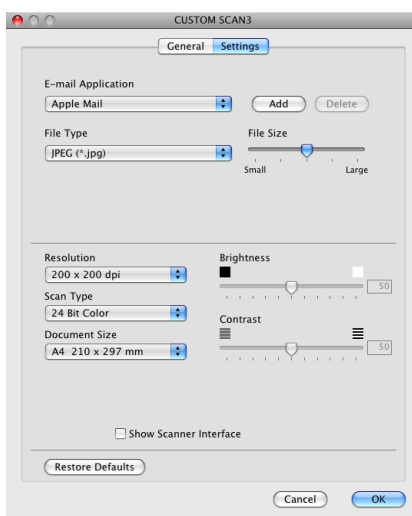 CUSTOM SCAN3
General Settings
E-mail Application
Apple Mail Add Delete
File Type File Size
JPEG (*.jpg)
Small Large
Resolution Brightness
200 x 200 dpi
50
Scan Type
24 Bit Color Contrast
Document Size
A4 210 x 297 mm 50
Show Scanner Interface
Restore Defaults
Cancel OK